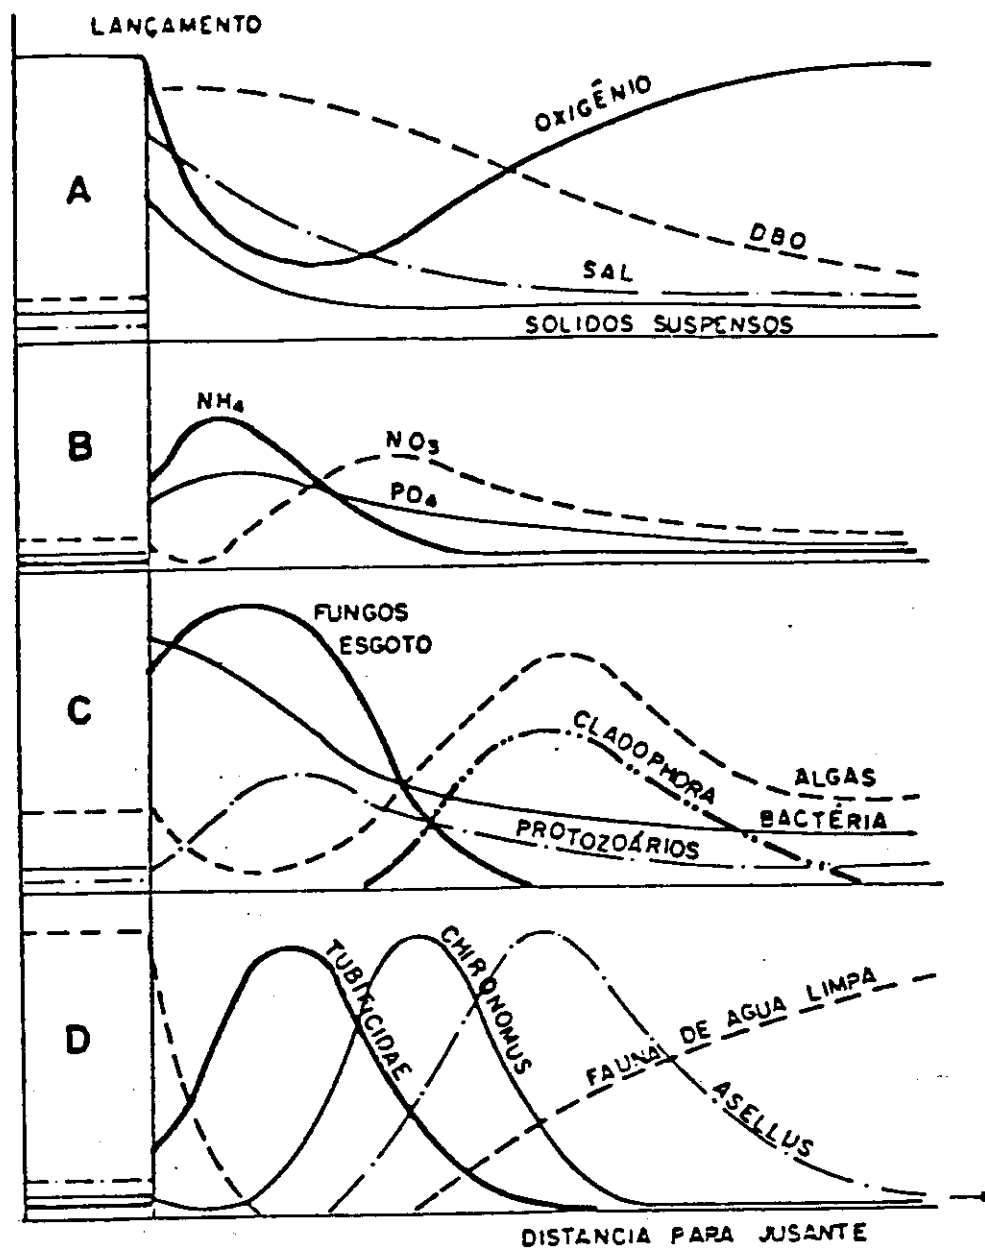 LANÇAMENTO
OXIGÊNIO
A
DBO
SAL
SOLIDOS SUSPENSOS
NH4
B
NO3
PO4
FUNGOS
ESGOTO
C
CLADOPHORA
ALGAS
BACTÉRIA
PROTOZOÁRIOS
TUBIFICIDAE
CHIRONOMUS
D
FAUNA DE AGUA LIMPA
ASELLUS
DISTANCIA PARA JUSANTE